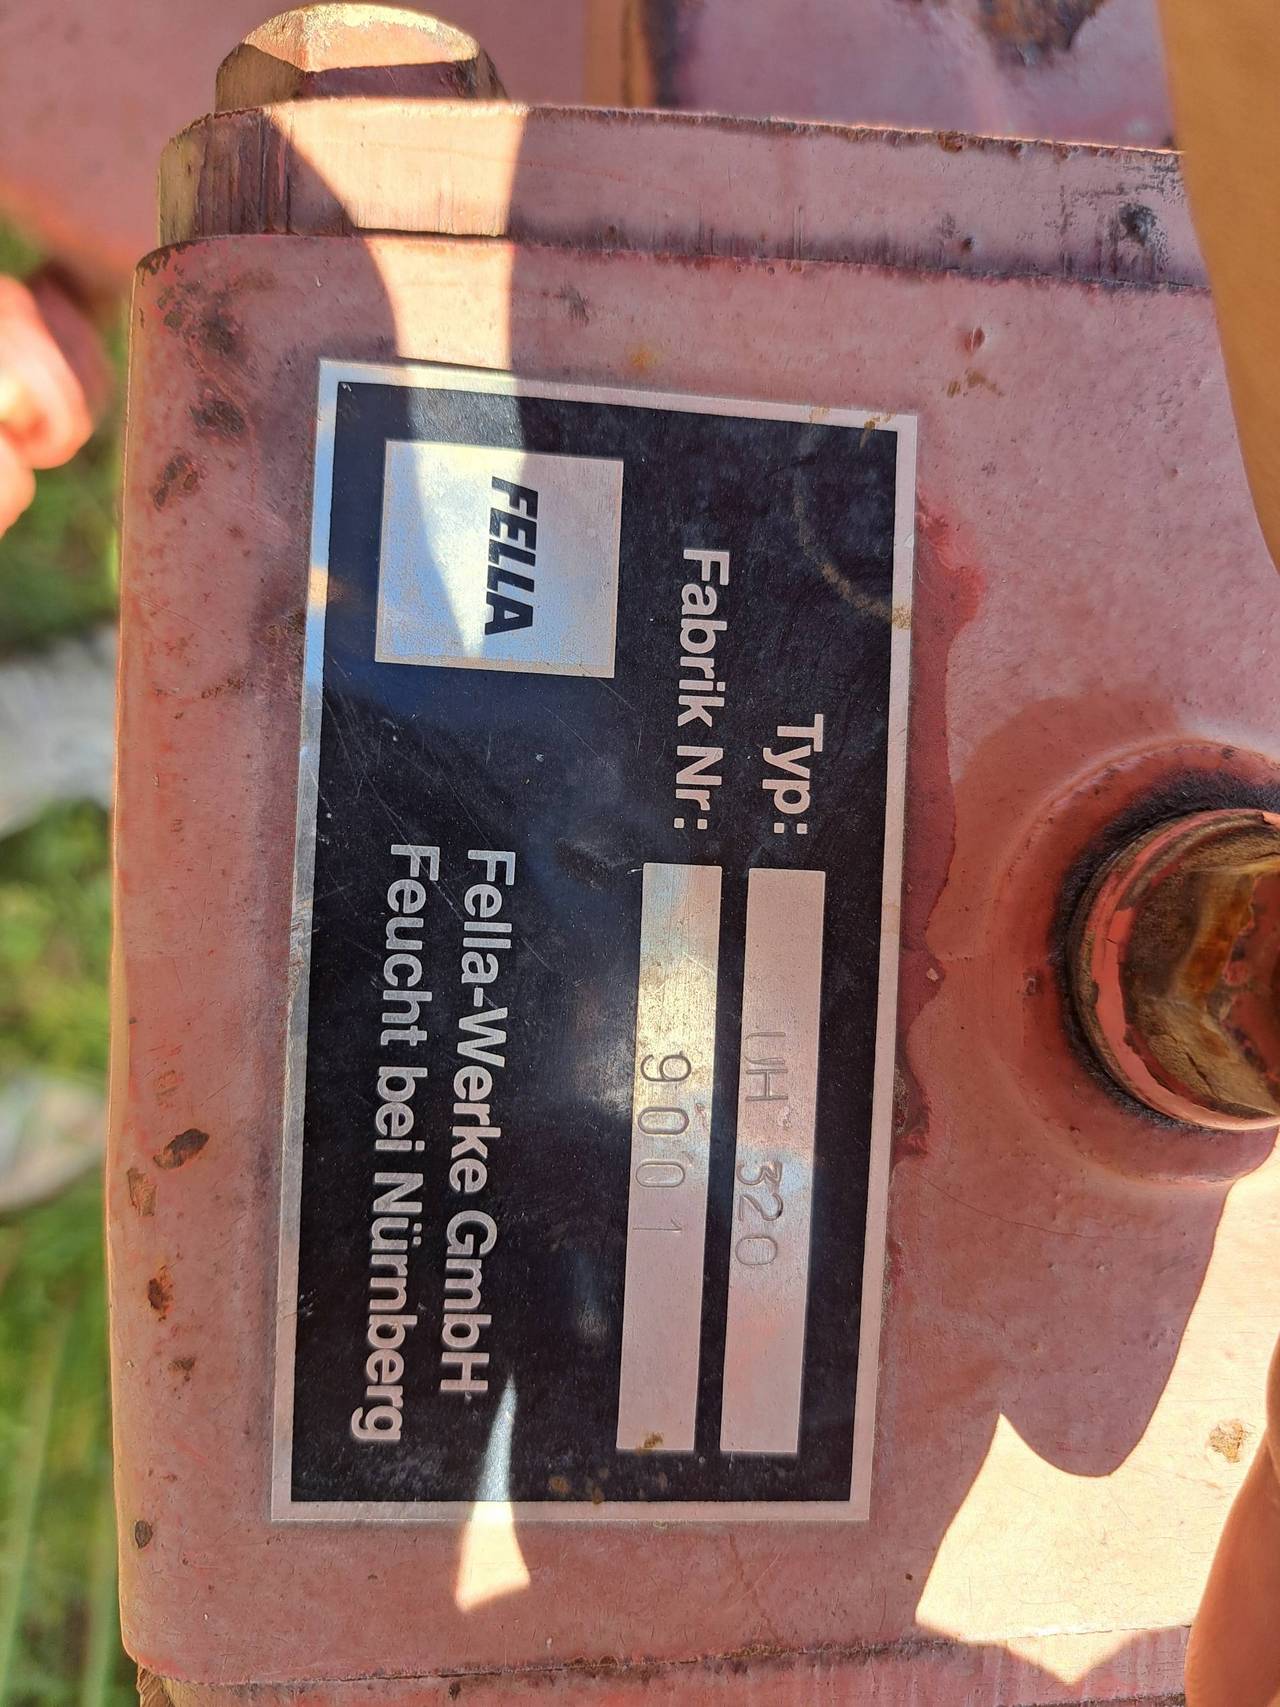 Typ: UH 320
Fabrik Nr: 9001
FELLA
Fella-Werke GmbH
Feucht bei Nürnberg